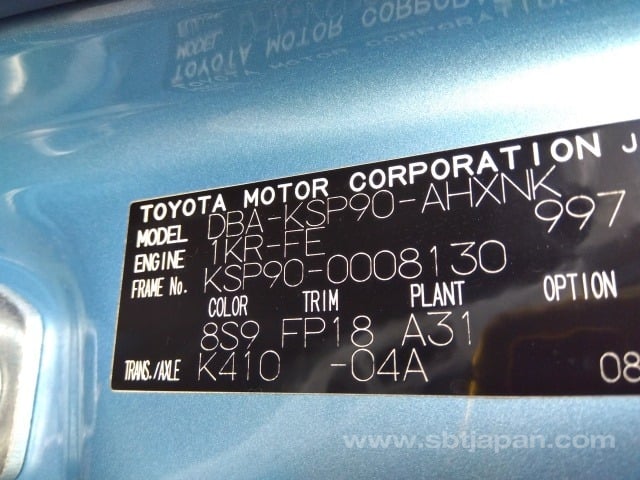 TOYOTA MOTOR CORPORATION J
MODEL DBA-KSP90-AHXNK
ENGINE 1KR-FE 997
FRAME No. KSP90-0008130
COLOR TRIM PLANT OPTION
8S9 FP18 A31
TRANS./AXLE K410 -04A 08
www.sbtjapan.com